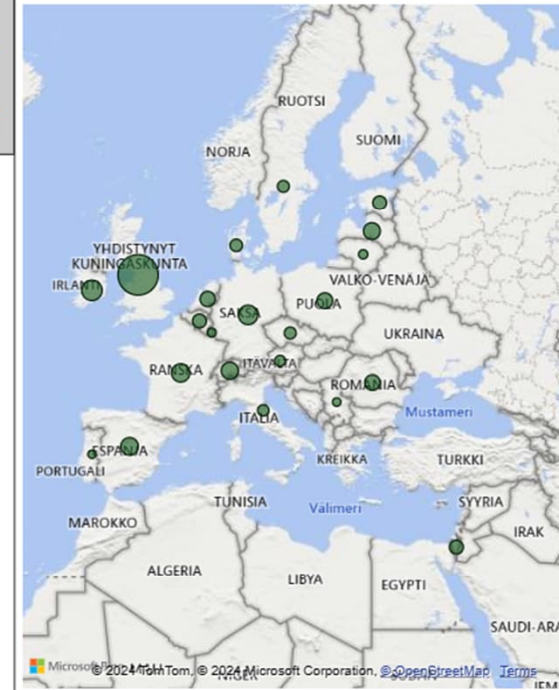 RUOTSI
SUOMI
NORJA
YHDISTYNYT
KUNINGASKUNTA
IRLANTI
VALKO-VENÄJÄ
PUOLA
SAKSA
UKRAINA
RANSKA
ITÄVALTA
ROMANIA
Mustameri
ITALIA
ESPANJA
PORTUGALI
KREIKKA
TURKKI
TUNISIA
Välimeri
SYYRIA
MAROKKO
IRAK
ALGERIA
LIBYA
EGYPTI
SAUDI-ARA
Microsoft
© 2024 TomTom, © 2024 Microsoft Corporation, © OpenStreetMap Terms